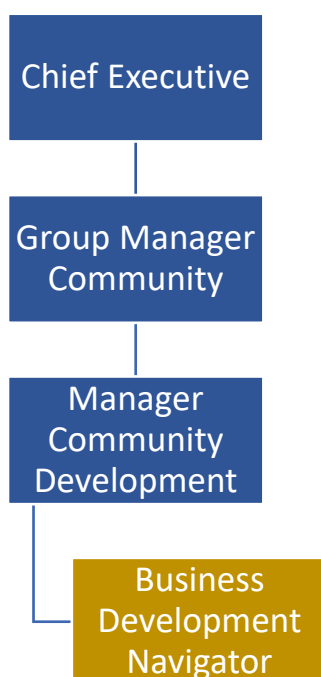 Chief Executive
Group Manager
Community
Manager
Community
Development
Business
Development
Navigator